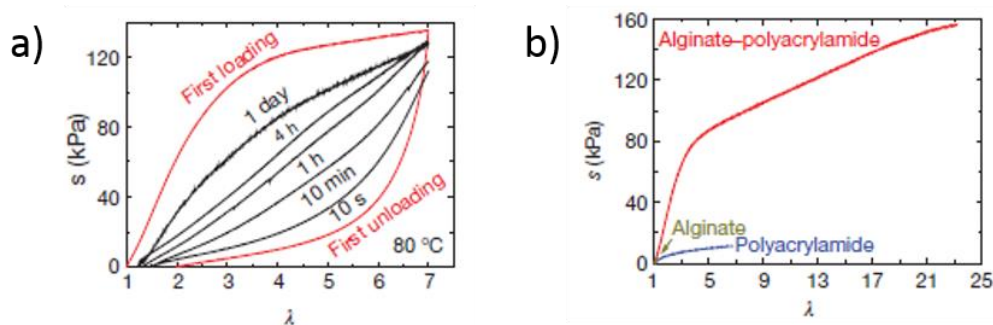 a)
First loading
1 day
4 h
1 h
10 min
10 s
First unloading
80 °C
s (kPa)
120
80
40
0
1 2 3 4 5 6 7
λ
b)
Alginate–polyacrylamide
Alginate
Polyacrylamide
s (kPa)
160
120
80
40
0
1 5 9 13 17 21 25
λ